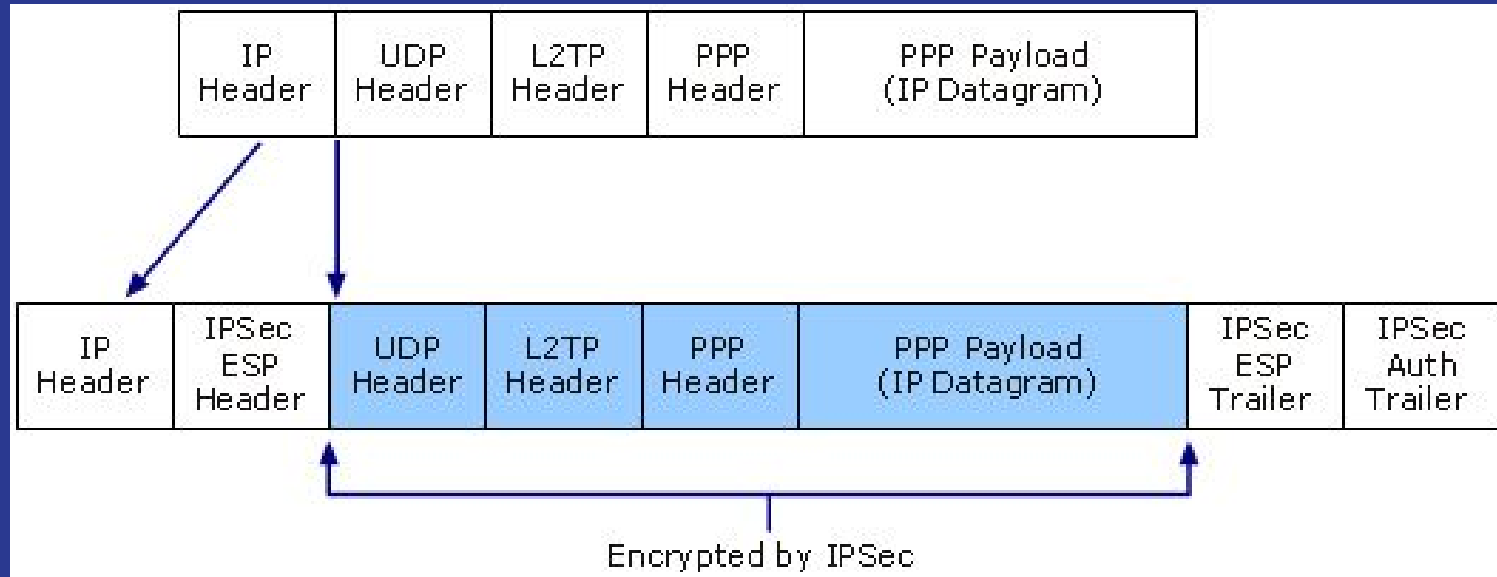 IP
Header
UDP
Header
L2TP
Header
PPP
Header
PPP Payload
(IP Datagram)
IP
Header
IPSec
ESP
Header
UDP
Header
L2TP
Header
PPP
Header
PPP Payload
(IP Datagram)
IPSec
ESP
Trailer
IPSec
Auth
Trailer
Encrypted by IPSec